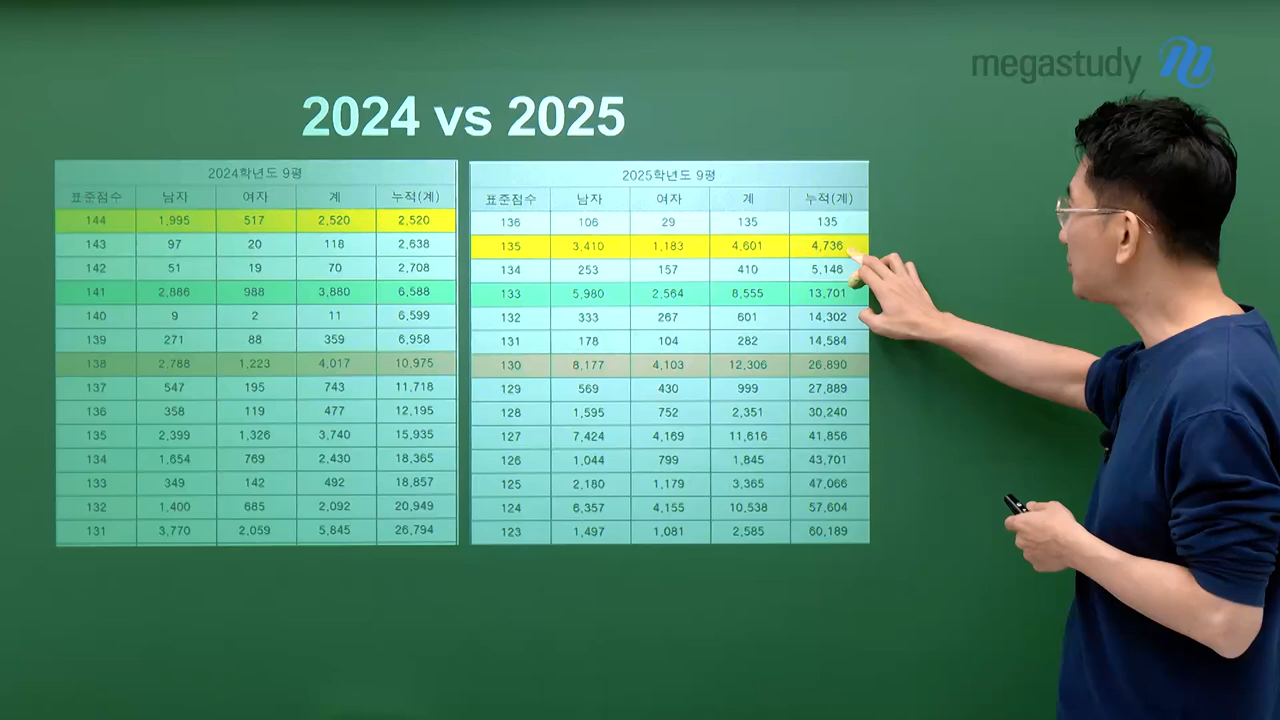 megastudy
2024 vs 2025
2024학년도 9평
표준점수 남자 여자 계 누적(계)
144 1,995 517 2,520 2,520
143 97 20 118 2,638
142 51 19 70 2,708
141 2,886 988 3,880 6,588
140 9 2 11 6,599
139 271 88 359 6,958
138 2,788 1,223 4,017 10,975
137 547 195 743 11,718
136 358 119 477 12,195
135 2,399 1,326 3,740 15,935
134 1,654 769 2,430 18,365
133 349 142 492 18,857
132 1,400 685 2,092 20,949
131 3,770 2,059 5,845 26,794
2025학년도 9평
표준점수 남자 여자 계 누적(계)
136 106 29 135 135
135 3,410 1,183 4,601 4,736
134 253 157 410 5,146
133 5,980 2,564 8,555 13,701
132 333 267 601 14,302
131 178 104 282 14,584
130 8,177 4,103 12,306 26,890
129 569 430 999 27,889
128 1,595 752 2,351 30,240
127 7,424 4,169 11,616 41,856
126 1,044 799 1,845 43,701
125 2,180 1,179 3,365 47,066
124 6,357 4,155 10,538 57,604
123 1,497 1,081 2,585 60,189